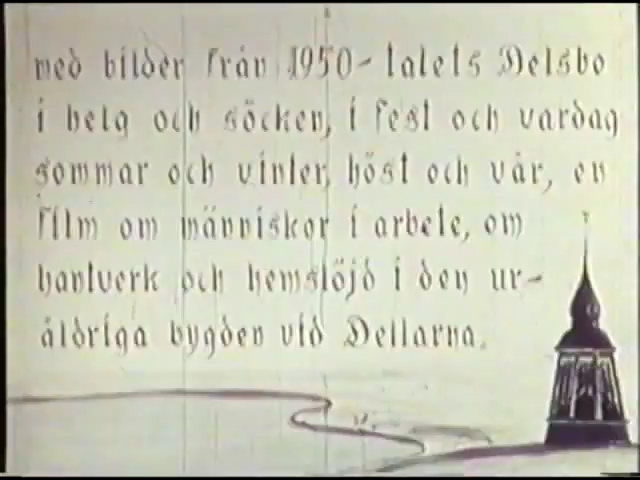 med bilder från 1950-talets Delsbo
i helg och söcken, i fest och vardag
sommar och vinter, höst och vår, en
film om människor i arbete, om
hantverk och hemslöjd i den ur-
åldriga bygden vid Dellarna.